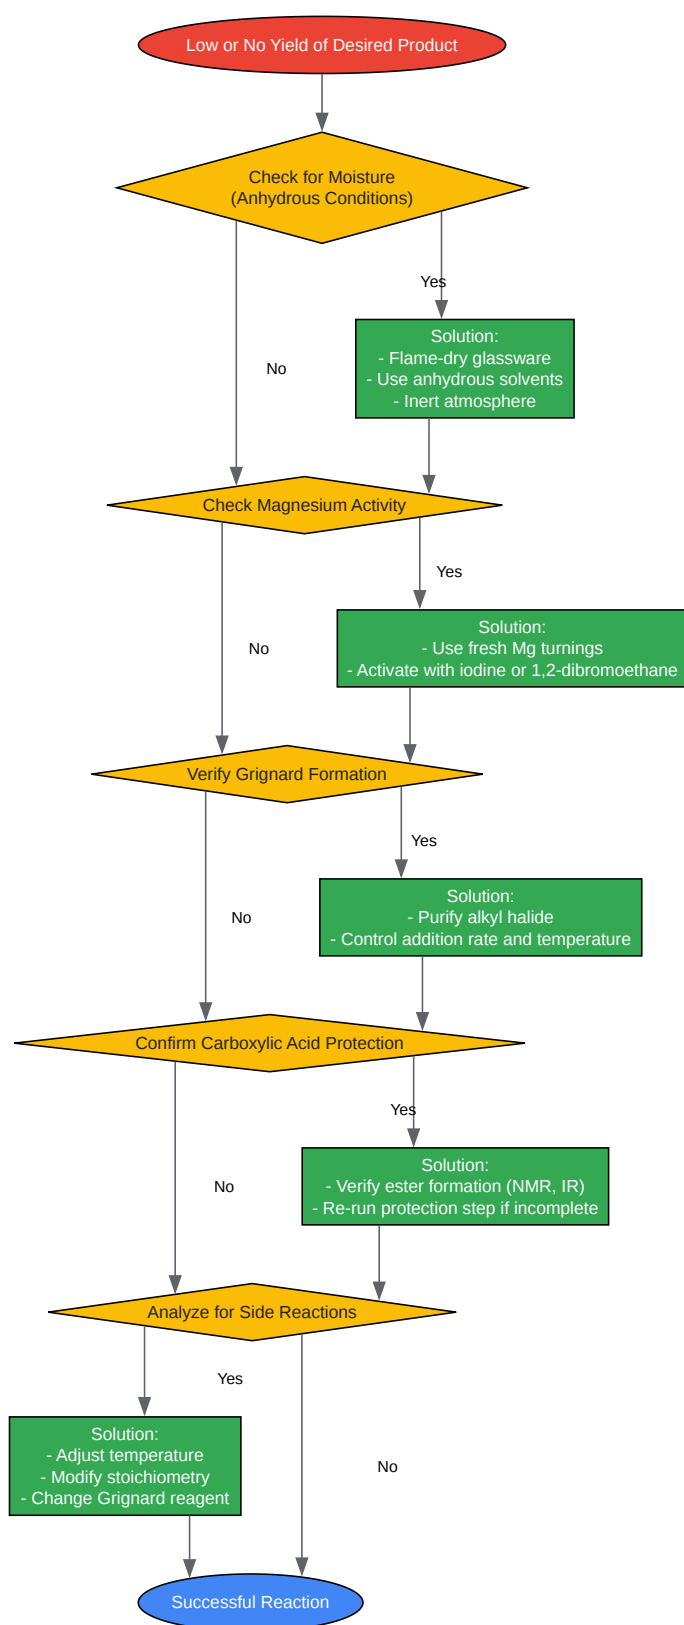 Low or No Yield of Desired Product
Check for Moisture
(Anhydrous Conditions)
Yes
No
Solution:
- Flame-dry glassware
- Use anhydrous solvents
- Inert atmosphere
Check Magnesium Activity
Yes
No
Solution:
- Use fresh Mg turnings
- Activate with iodine or 1,2-dibromoethane
Verify Grignard Formation
Yes
No
Solution:
- Purify alkyl halide
- Control addition rate and temperature
Confirm Carboxylic Acid Protection
Yes
No
Solution:
- Verify ester formation (NMR, IR)
- Re-run protection step if incomplete
Analyze for Side Reactions
Yes
No
Solution:
- Adjust temperature
- Modify stoichiometry
- Change Grignard reagent
Successful Reaction